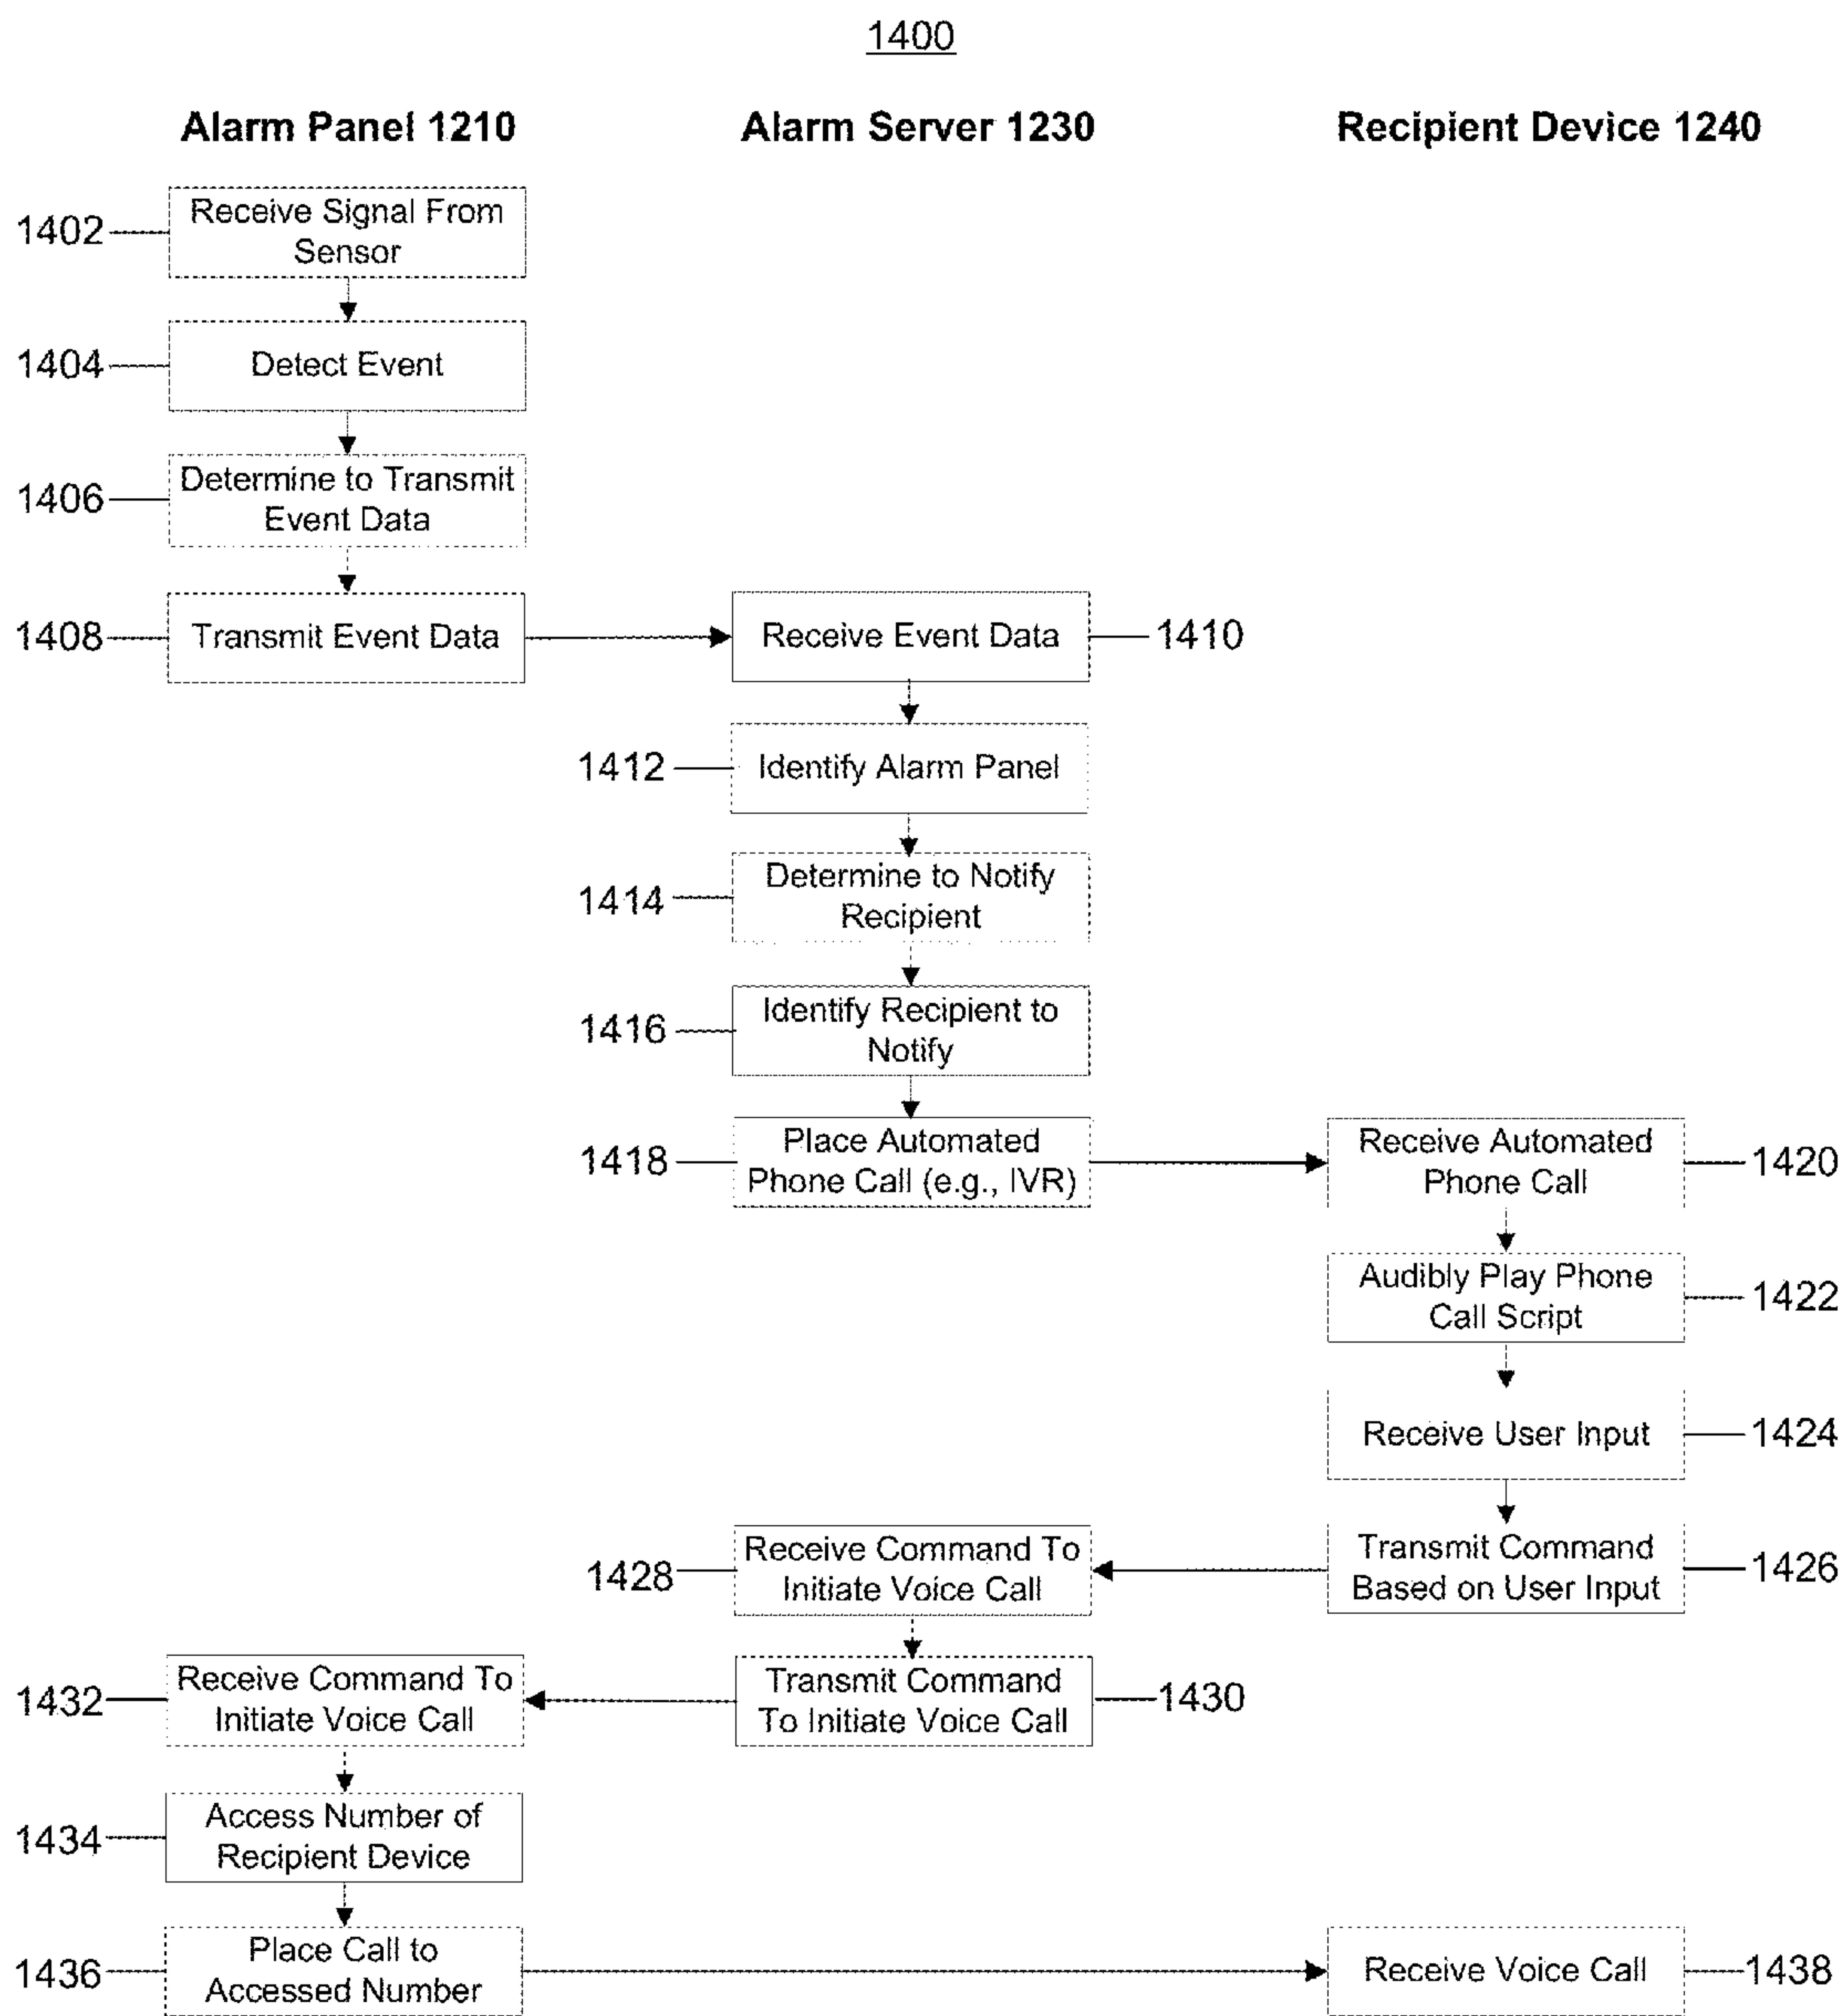 1400
Alarm Panel 1210
Alarm Server 1230
Recipient Device 1240
1402
Receive Signal From
Sensor
1404
Detect Event
1406
Determine to Transmit
Event Data
1408
Transmit Event Data
Receive Event Data
1410
1412
Identify Alarm Panel
1414
Determine to Notify
Recipient
1416
Identify Recipient to
Notify
1418
Place Automated
Phone Call (e.g., IVR)
Receive Automated
Phone Call
1420
Audibly Play Phone
Call Script
1422
Receive User Input
1424
1428
Receive Command To
Initiate Voice Call
Transmit Command
Based on User Input
1426
1432
Receive Command To
Initiate Voice Call
Transmit Command
To Initiate Voice Call
1430
1434
Access Number of
Recipient Device
1436
Place Call to
Accessed Number
Receive Voice Call
1438